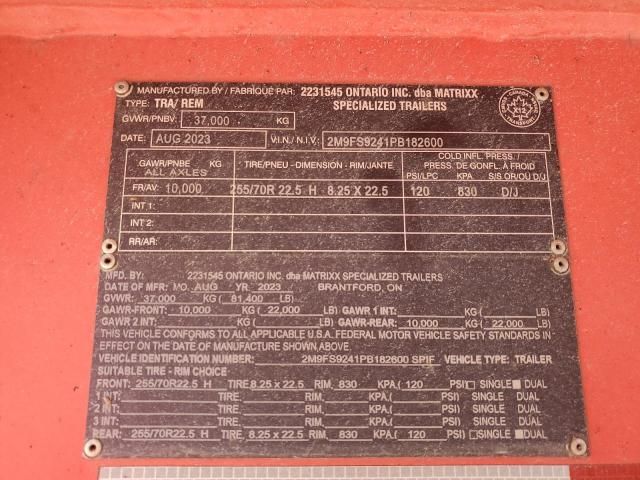 MANUFACTURED BY / FABRIQUE PAR: 2231545 ONTARIO INC. dba MATRIXX
TYPE: TRA/ REM SPECIALIZED TRAILERS
GVWR/PNBV: 37,000 KG
DATE: AUG 2023 V.I.N./ N.I.V.: 2M9FS9241PB182600
GAWR/PNBE KG TIRE/PNEU - DIMENSION - RIM/JANTE COLD INFL. PRESS./
ALL AXLES PRESS. DE GONFL. À FROID
PSI/LPC KPA S/S OR/OU D/J
FR/AV: 10,000 255/70R 22.5 H 8.25 X 22.5 120 830 D/J
INT 1:
INT 2:
RR/AR:
CANADA
TRANSPORT
MFD. BY: 2231545 ONTARIO INC. dba MATRIXX SPECIALIZED TRAILERS
DATE OF MFR: MO. AUG YR. 2023 BRANTFORD, ON
GVWR: 37,000 KG ( 81,400 LB)
GAWR-FRONT: 10,000 KG ( 22,000 LB) GAWR 1 INT: KG ( LB)
GAWR 2 INT: KG ( LB) GAWR-REAR: 10,000 KG ( 22,000 LB)
THIS VEHICLE CONFORMS TO ALL APPLICABLE U.S.A. FEDERAL MOTOR VEHICLE SAFETY STANDARDS IN
EFFECT ON THE DATE OF MANUFACTURE SHOWN ABOVE.
VEHICLE IDENTIFICATION NUMBER: 2M9FS9241PB182600 SPIF VEHICLE TYPE: TRAILER
SUITABLE TIRE - RIM CHOICE
FRONT: 255/70R22.5 H TIRE, 8.25 x 22.5 RIM, 830 KPA.( 120 PSI) □ SINGLE ■ DUAL
1 INT: TIRE, RIM, KPA.( PSI) SINGLE DUAL
2 INT: TIRE, RIM, KPA.( PSI) SINGLE DUAL
3 INT: TIRE, RIM, KPA.( PSI) SINGLE DUAL
REAR: 255/70R22.5 H TIRE, 8.25 x 22.5 RIM, 830 KPA.( 120 PSI) □ SINGLE ■ DUAL